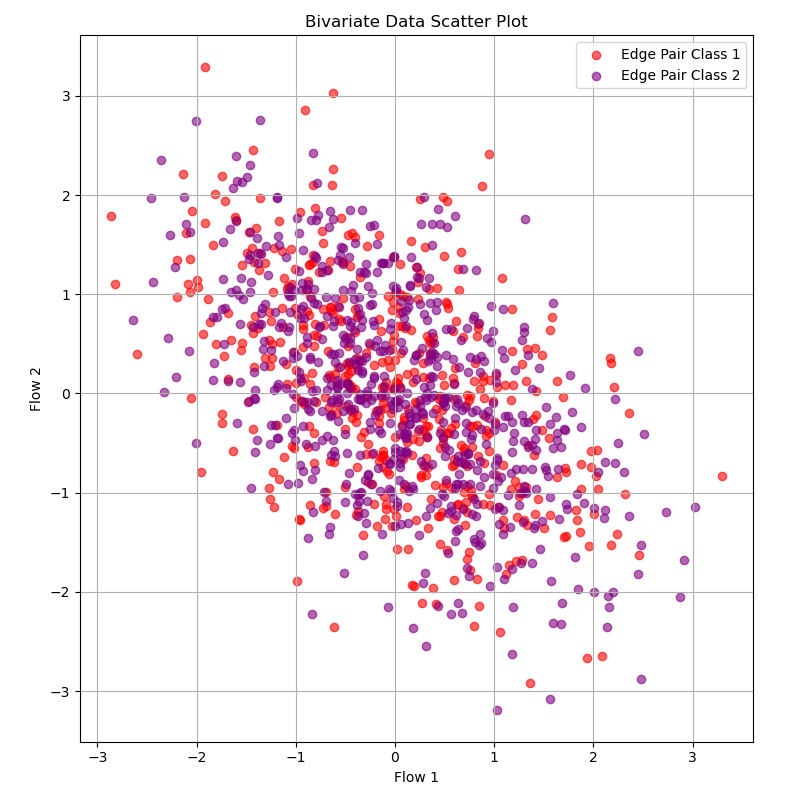 Bivariate Data Scatter Plot
Edge Pair Class 1
Edge Pair Class 2
3
2
1
0
−1
−2
−3
Flow 2
−3 −2 −1 0 1 2 3
Flow 1